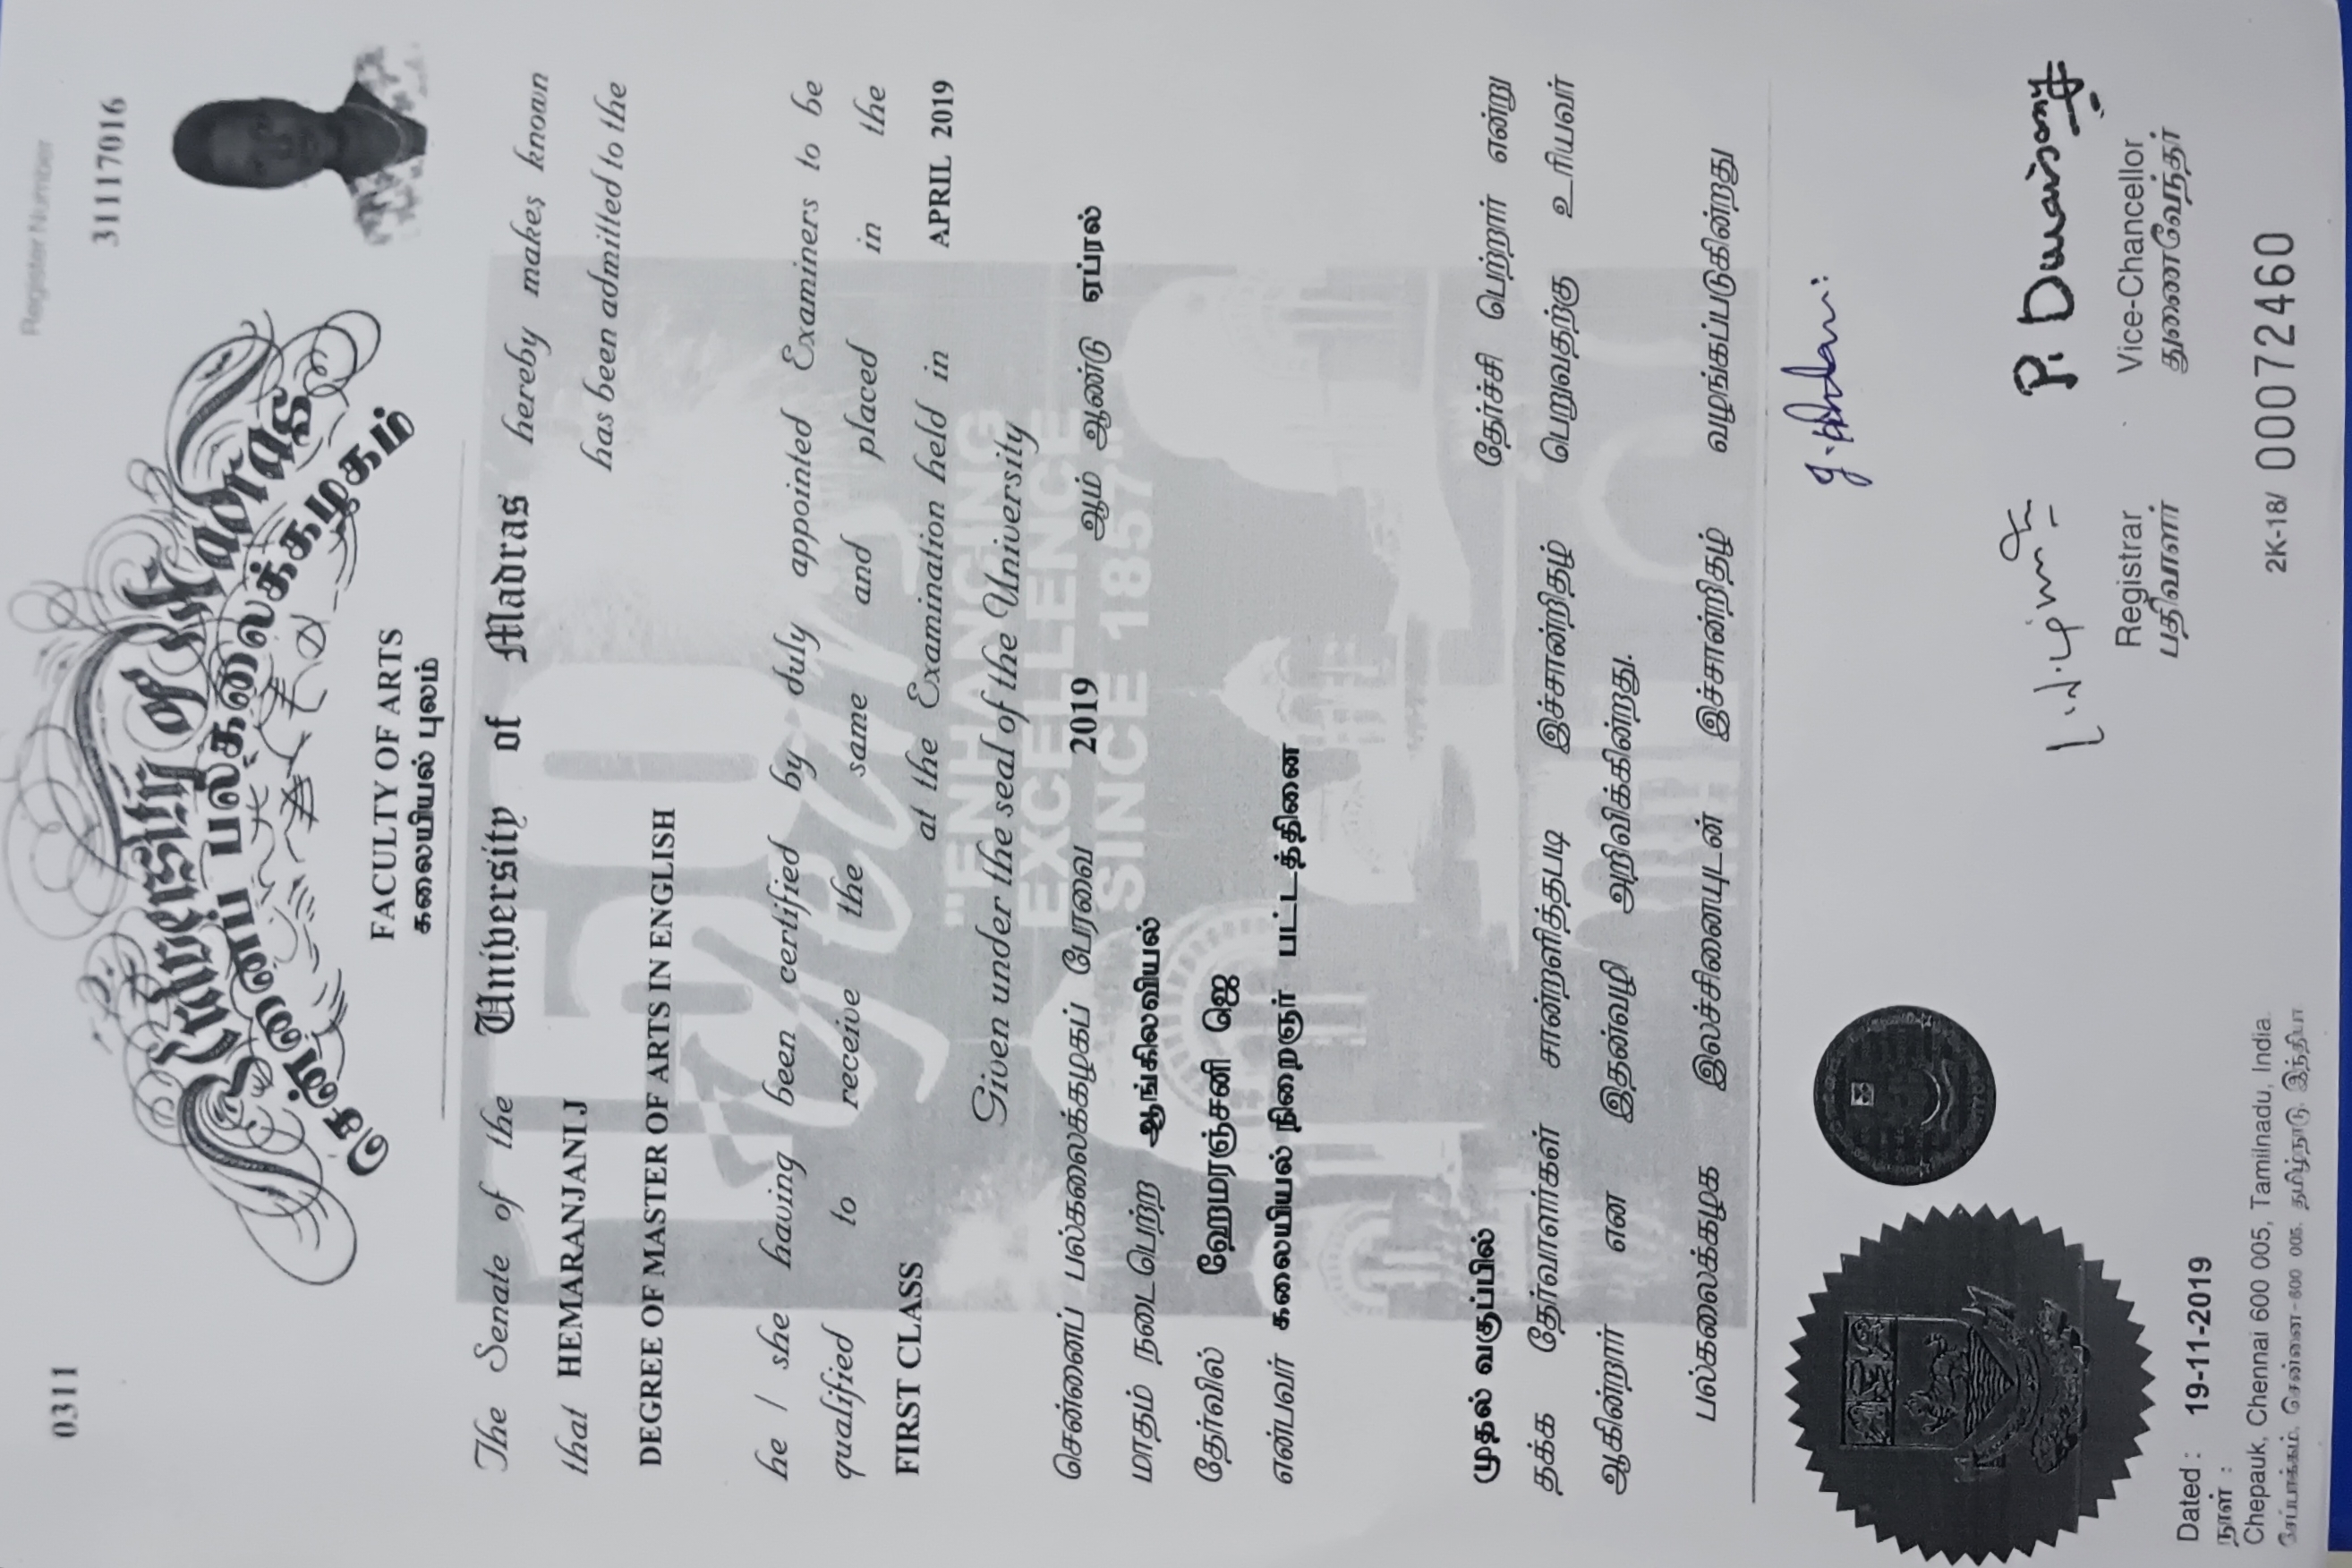 0311
Register Number
31117016
University of Madras
சென்னைப் பல்கலைக்கழகம்
FACULTY OF ARTS
கலையியல் புலம்
The Senate of the University of Madras hereby makes known
that HEMARANJANI J has been admitted to the
DEGREE OF MASTER OF ARTS IN ENGLISH
he / she having been certified by duly appointed Examiners to be
qualified to receive the same and placed in the
FIRST CLASS at the Examination held in APRIL 2019
Given under the seal of the University
சென்னைப் பல்கலைக்கழகப் பேரவை 2019 ஆம் ஆண்டு ஏப்ரல்
மாதம் நடைபெற்ற ஆங்கிலவியல்
தேர்வில் ஹேமரஞ்சனி ஜெ
என்பவர் கலையியல் நிறைஞர் பட்டத்தினை
முதல் வகுப்பில் தேர்ச்சி பெற்றார் என்று
தக்க தேர்வாளர்கள் சான்றளித்தபடி இச்சான்றிதழ் பெறுவதற்கு உரியவர்
ஆகின்றார் என இதன்வழி அறிவிக்கின்றது.
பல்கலைக்கழக இலச்சினையுடன் இச்சான்றிதழ் வழங்கப்படுகின்றது
150th year
"ENHANCING
EXCELLENCE
SINCE 1857"
P. Duraisamy
Registrar Vice-Chancellor
பதிவாளர் துணைவேந்தர்
Dated : 19-11-2019
நாள் :
Chepauk, Chennai 600 005, Tamilnadu, India.
சேப்பாக்கம், சென்னை - 600 005. தமிழ்நாடு, இந்தியா
2K-18/ 00072460